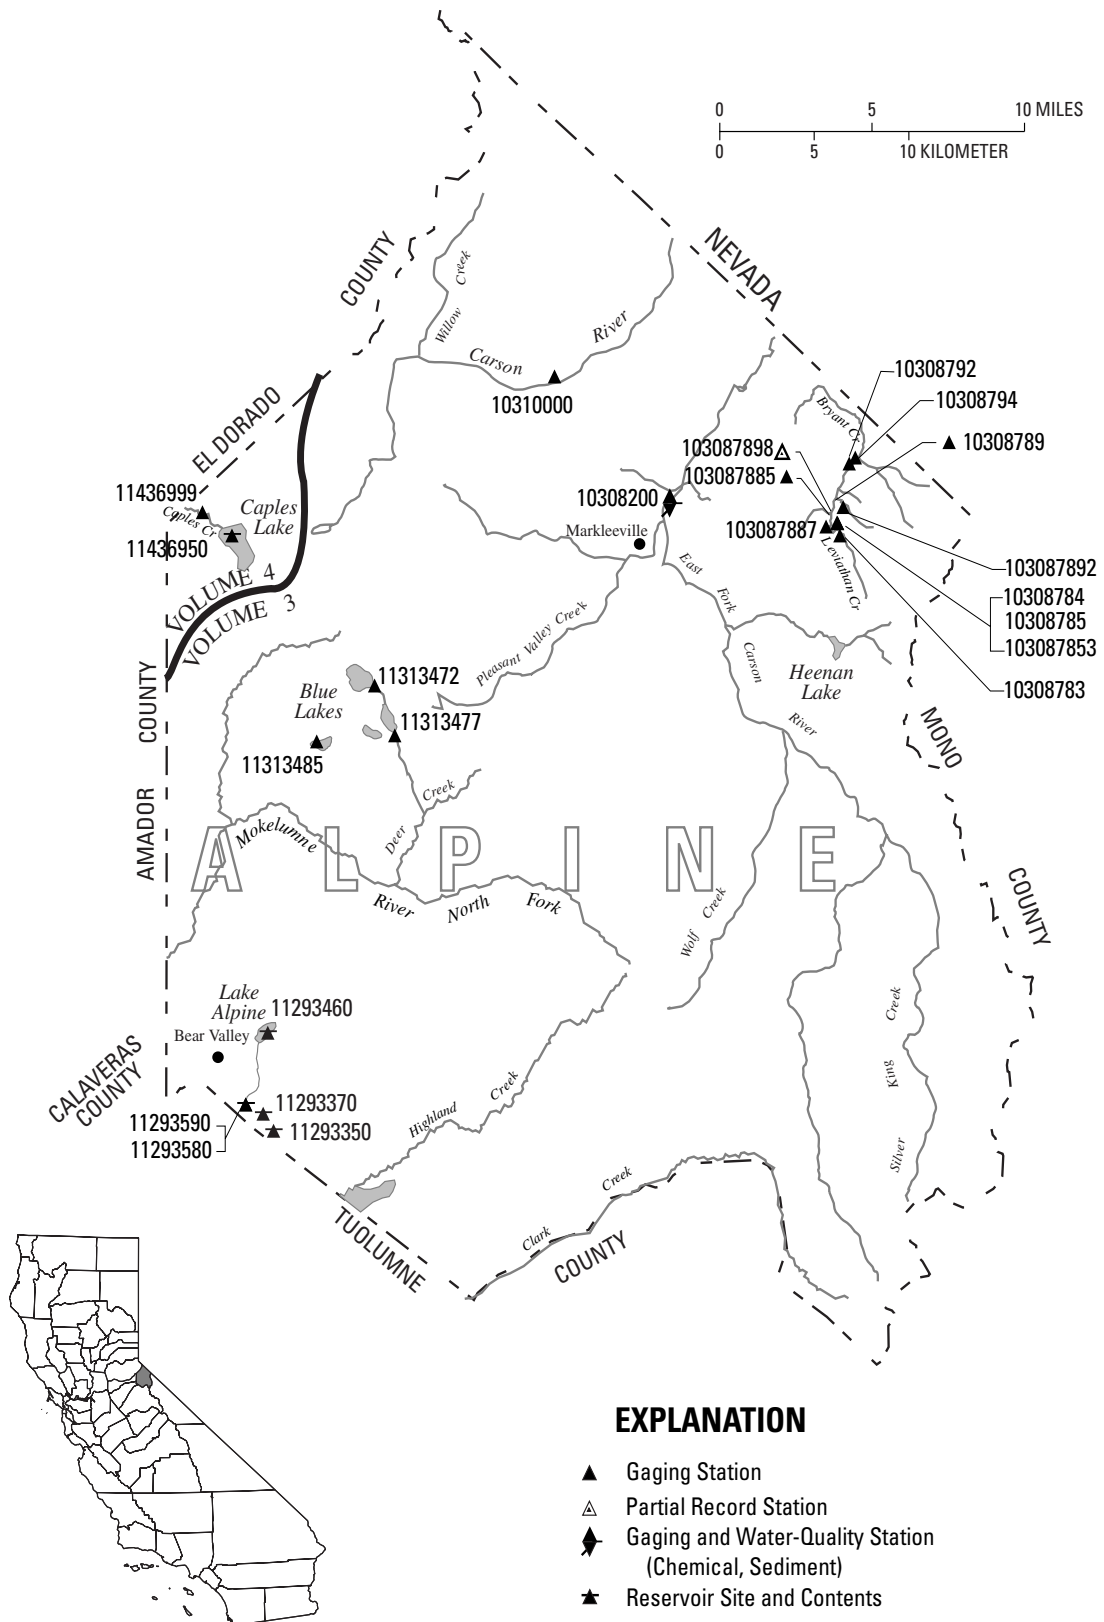 0 5 10 MILES
0 5 10 KILOMETER
NEVADA
COUNTY
EL DORADO
Willow
Creek
Carson
River
10310000
10308792
10308794
10308789
Bryant Cr
103087898
103087885
10308200
Markleeville
103087887
Leviathan Cr
103087892
10308784
10308785
103087853
10308783
11436999
Caples Cr
Caples
Lake
11436950
VOLUME 4
VOLUME 3
East
Fork
Carson
River
Pleasant Valley Creek
Heenan
Lake
Blue
Lakes
11313472
11313477
11313485
AMADOR
COUNTY
MONO
COUNTY
Deer
Creek
Mokelumne
River
North
Fork
ALPINE
Wolf
Creek
Silver
King
Creek
Lake
Alpine
11293460
Bear Valley
CALAVERAS
COUNTY
11293590
11293580
11293370
11293350
Highland
Creek
Clark
Creek
TUOLUMNE
COUNTY
EXPLANATION
Gaging Station
Partial Record Station
Gaging and Water-Quality Station
(Chemical, Sediment)
Reservoir Site and Contents